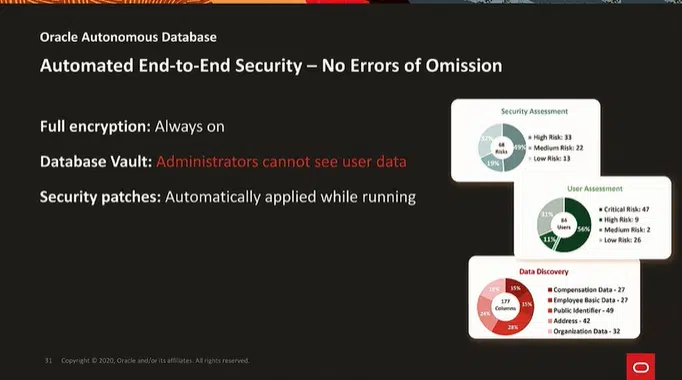 Oracle Autonomous Database
Automated End-to-End Security – No Errors of Omission
Full encryption: Always on
Database Vault: Administrators cannot see user data
Security patches: Automatically applied while running
Security Assessment
68
Risks
32%
49%
19%
High Risk: 33
Medium Risk: 22
Low Risk: 13
User Assessment
84
Users
31%
56%
11%
Critical Risk: 47
High Risk: 9
Medium Risk: 2
Low Risk: 26
Data Discovery
177
Columns
15%
15%
28%
24%
18%
Compensation Data - 27
Employee Basic Data - 27
Public Identifier - 49
Address - 42
Organization Data - 32
31 Copyright © 2020, Oracle and/or its affiliates. All rights reserved.